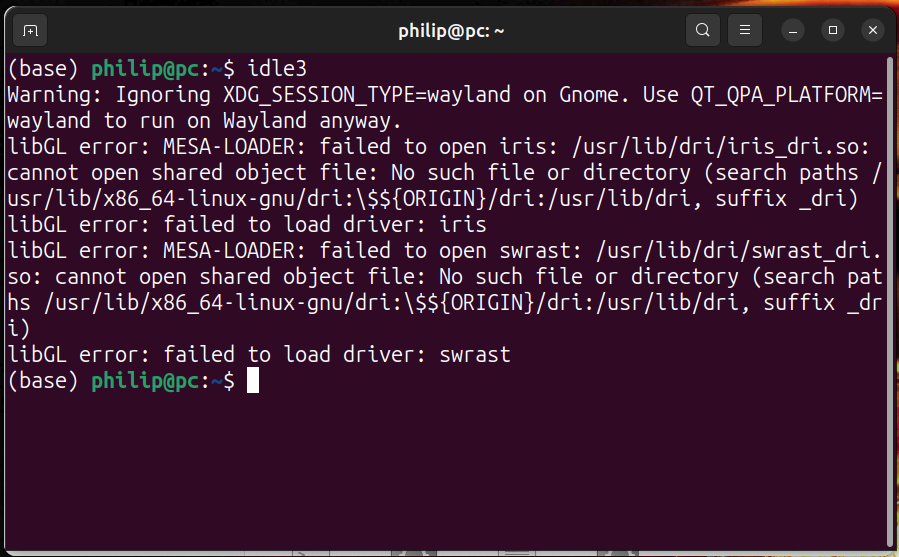 philip@pc: ~
(base) philip@pc:~$ idle3
Warning: Ignoring XDG_SESSION_TYPE=wayland on Gnome. Use QT_QPA_PLATFORM=
wayland to run on Wayland anyway.
libGL error: MESA-LOADER: failed to open iris: /usr/lib/dri/iris_dri.so:
cannot open shared object file: No such file or directory (search paths /
usr/lib/x86_64-linux-gnu/dri:\$${ORIGIN}/dri:/usr/lib/dri, suffix _dri)
libGL error: failed to load driver: iris
libGL error: MESA-LOADER: failed to open swrast: /usr/lib/dri/swrast_dri.
so: cannot open shared object file: No such file or directory (search pat
hs /usr/lib/x86_64-linux-gnu/dri:\$${ORIGIN}/dri:/usr/lib/dri, suffix _dr
i)
libGL error: failed to load driver: swrast
(base) philip@pc:~$